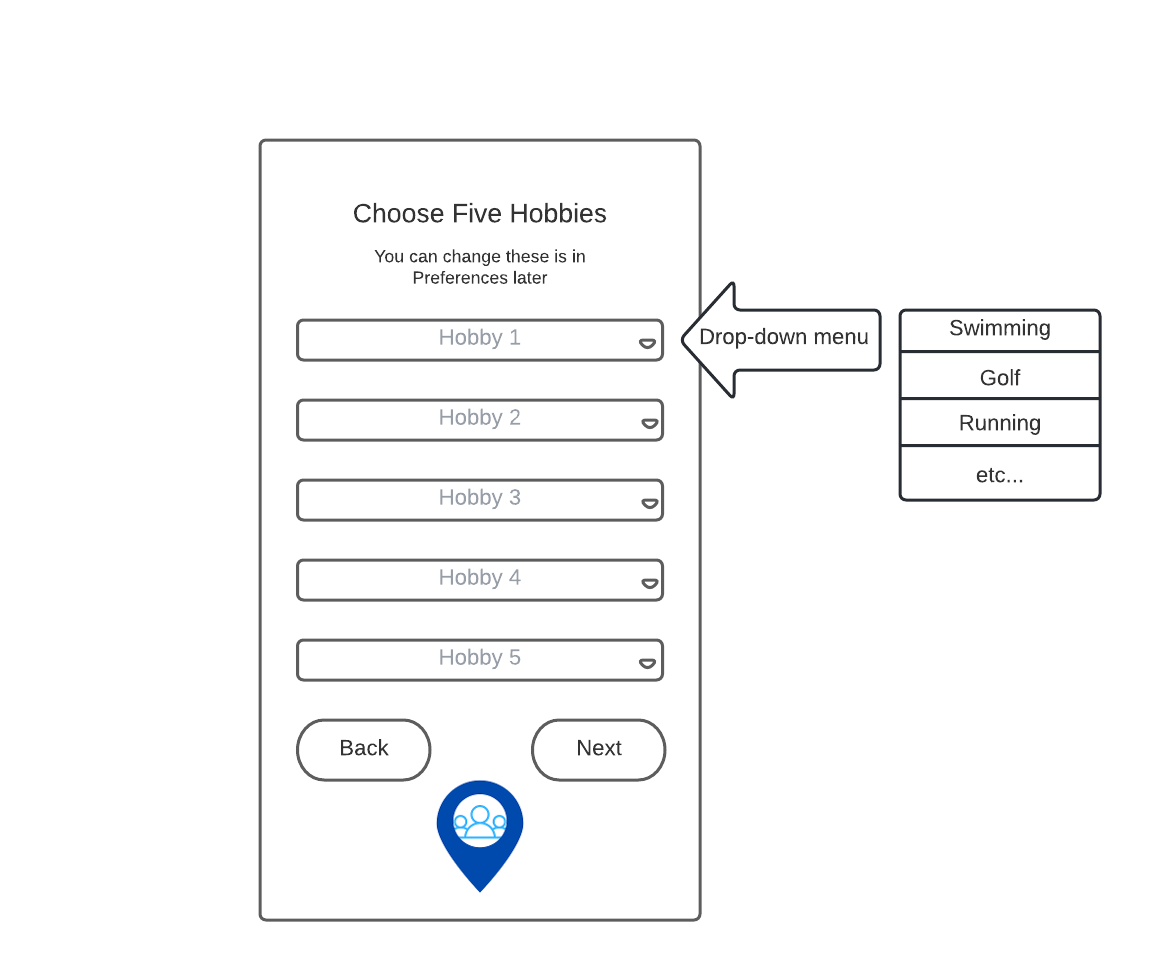 Choose Five Hobbies
You can change these is in
Preferences later
Hobby 1
Drop-down menu
Swimming
Golf
Running
etc...
Hobby 2
Hobby 3
Hobby 4
Hobby 5
Back
Next